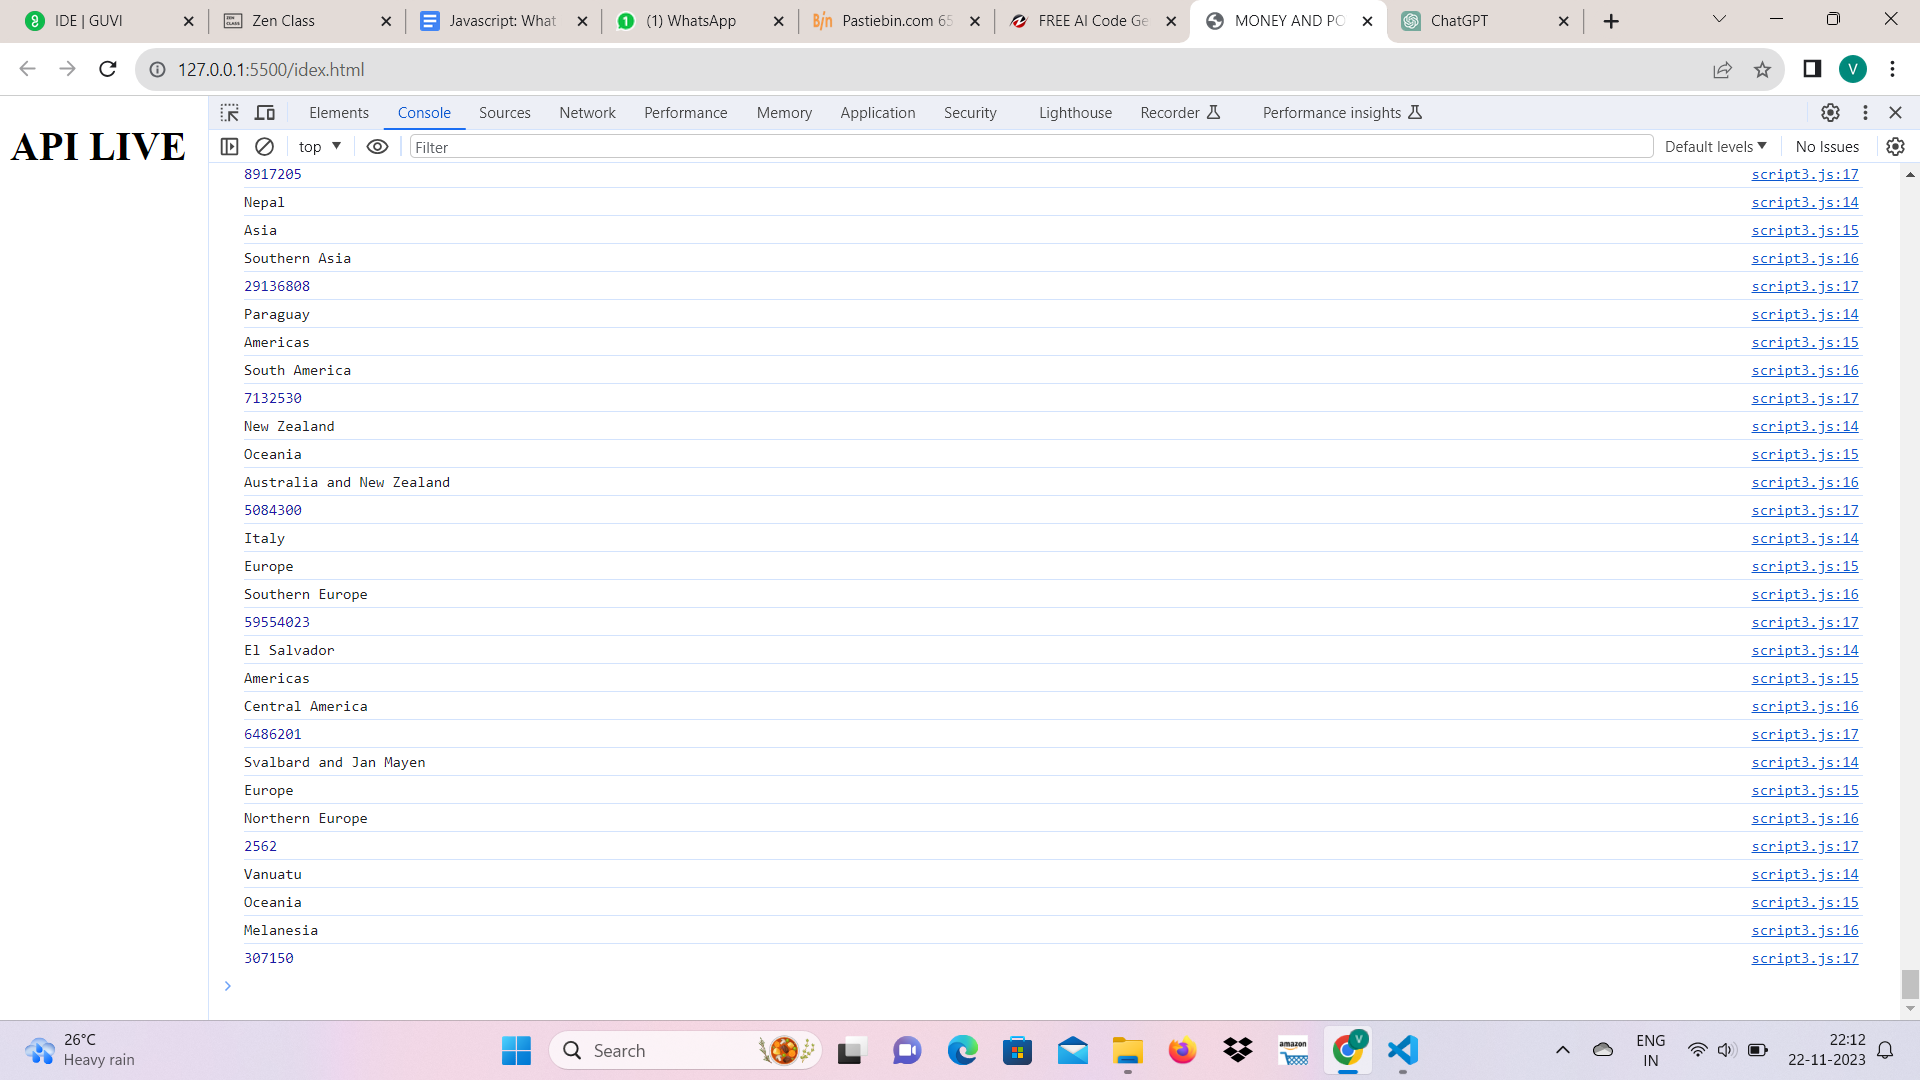 IDE | GUVI
Zen Class
Javascript: What
(1) WhatsApp
Pastiebin.com 65
FREE AI Code Ge
MONEY AND PO
ChatGPT
127.0.0.1:5500/idex.html
V
API LIVE
Elements Console Sources Network Performance Memory Application Security Lighthouse Recorder Performance insights
top Filter Default levels No Issues
8917205 script3.js:17
Nepal script3.js:14
Asia script3.js:15
Southern Asia script3.js:16
29136808 script3.js:17
Paraguay script3.js:14
Americas script3.js:15
South America script3.js:16
7132530 script3.js:17
New Zealand script3.js:14
Oceania script3.js:15
Australia and New Zealand script3.js:16
5084300 script3.js:17
Italy script3.js:14
Europe script3.js:15
Southern Europe script3.js:16
59554023 script3.js:17
El Salvador script3.js:14
Americas script3.js:15
Central America script3.js:16
6486201 script3.js:17
Svalbard and Jan Mayen script3.js:14
Europe script3.js:15
Northern Europe script3.js:16
2562 script3.js:17
Vanuatu script3.js:14
Oceania script3.js:15
Melanesia script3.js:16
307150 script3.js:17
26°C
Heavy rain
Search
amazon
V
ENG
IN
22:12
22-11-2023